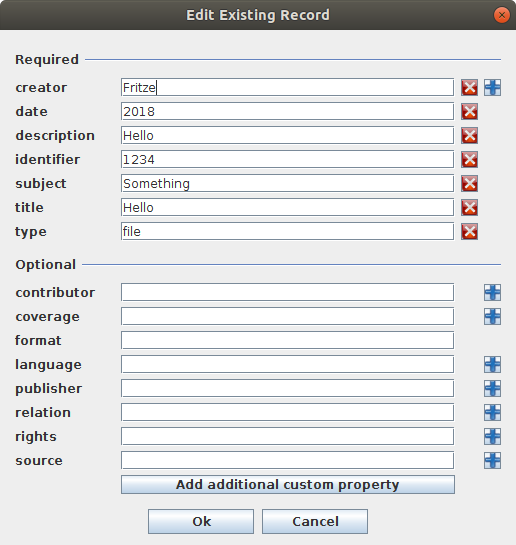 Edit Existing Record
Required
creator Fritze
date 2018
description Hello
identifier 1234
subject Something
title Hello
type file
Optional
contributor
coverage
format
language
publisher
relation
rights
source
Add additional custom property
Ok Cancel